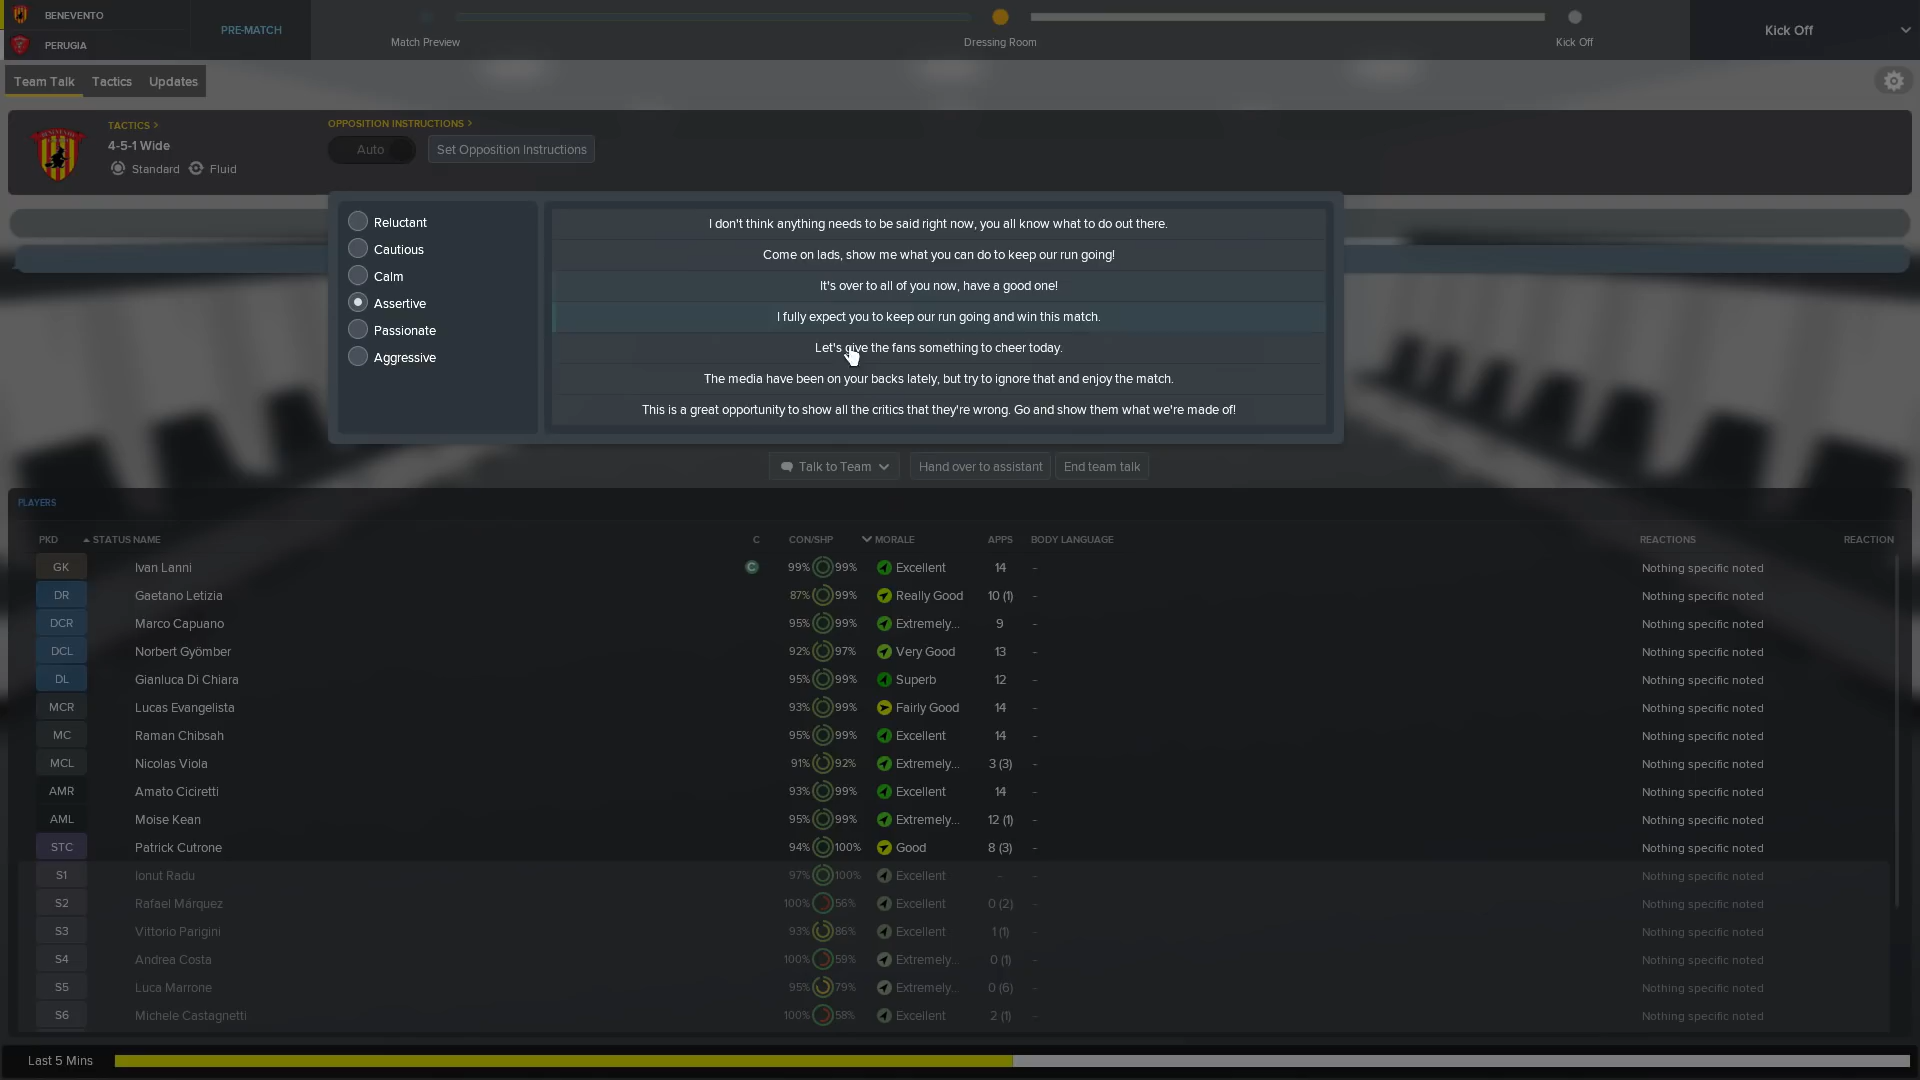 BENEVENTO
PERUGIA
PRE-MATCH
Match Preview
Dressing Room
Kick Off
Kick Off
Team Talk Tactics Updates
TACTICS >
4-5-1 Wide
Standard Fluid
OPPOSITION INSTRUCTIONS >
Auto Set Opposition Instructions
Reluctant
Cautious
Calm
Assertive
Passionate
Aggressive
I don't think anything needs to be said right now, you all know what to do out there.
Come on lads, show me what you can do to keep our run going!
It's over to all of you now, have a good one!
I fully expect you to keep our run going and win this match.
Let's give the fans something to cheer today.
The media have been on your backs lately, but try to ignore that and enjoy the match.
This is a great opportunity to show all the critics that they're wrong. Go and show them what we're made of!
Talk to Team Hand over to assistant End team talk
PLAYERS
PKD STATUS NAME C CON/SHP MORALE APPS BODY LANGUAGE REACTIONS REACTION
GK Ivan Lanni C 99% 99% Excellent 14 - Nothing specific noted
DR Gaetano Letizia 87% 99% Really Good 10 (1) - Nothing specific noted
DCR Marco Capuano 95% 99% Extremely... 9 - Nothing specific noted
DCL Norbert Gyömber 92% 97% Very Good 13 - Nothing specific noted
DL Gianluca Di Chiara 95% 99% Superb 12 - Nothing specific noted
MCR Lucas Evangelista 93% 99% Fairly Good 14 - Nothing specific noted
MC Raman Chibsah 95% 99% Excellent 14 - Nothing specific noted
MCL Nicolas Viola 91% 92% Extremely... 3 (3) - Nothing specific noted
AMR Amato Ciciretti 93% 99% Excellent 14 - Nothing specific noted
AML Moise Kean 95% 99% Extremely... 12 (1) - Nothing specific noted
STC Patrick Cutrone 94% 100% Good 8 (3) - Nothing specific noted
S1 Ionut Radu 97% 100% Excellent - - Nothing specific noted
S2 Rafael Márquez 100% 56% Excellent 0 (2) - Nothing specific noted
S3 Vittorio Parigini 93% 86% Excellent 1 (1) - Nothing specific noted
S4 Andrea Costa 100% 59% Extremely... 0 (1) - Nothing specific noted
S5 Luca Marrone 95% 79% Extremely... 0 (6) - Nothing specific noted
S6 Michele Castagnetti 100% 58% Excellent 2 (1) - Nothing specific noted
Last 5 Mins